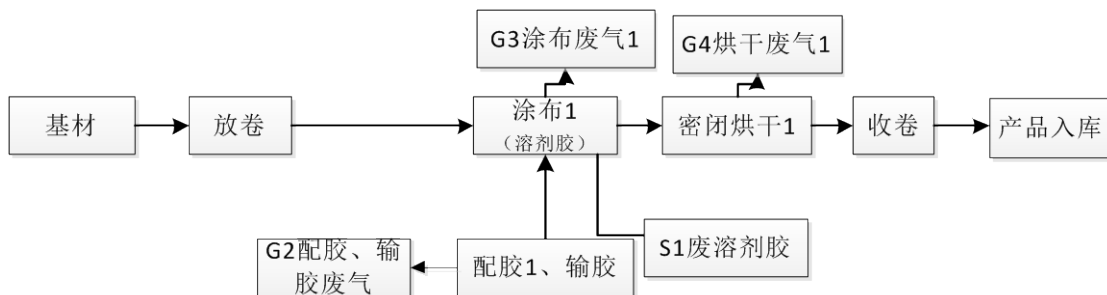 G3涂布废气1
G4烘干废气1
基材
放卷
涂布1
（溶剂胶）
密闭烘干1
收卷
产品入库
G2配胶、输
胶废气
配胶1、输胶
S1废溶剂胶